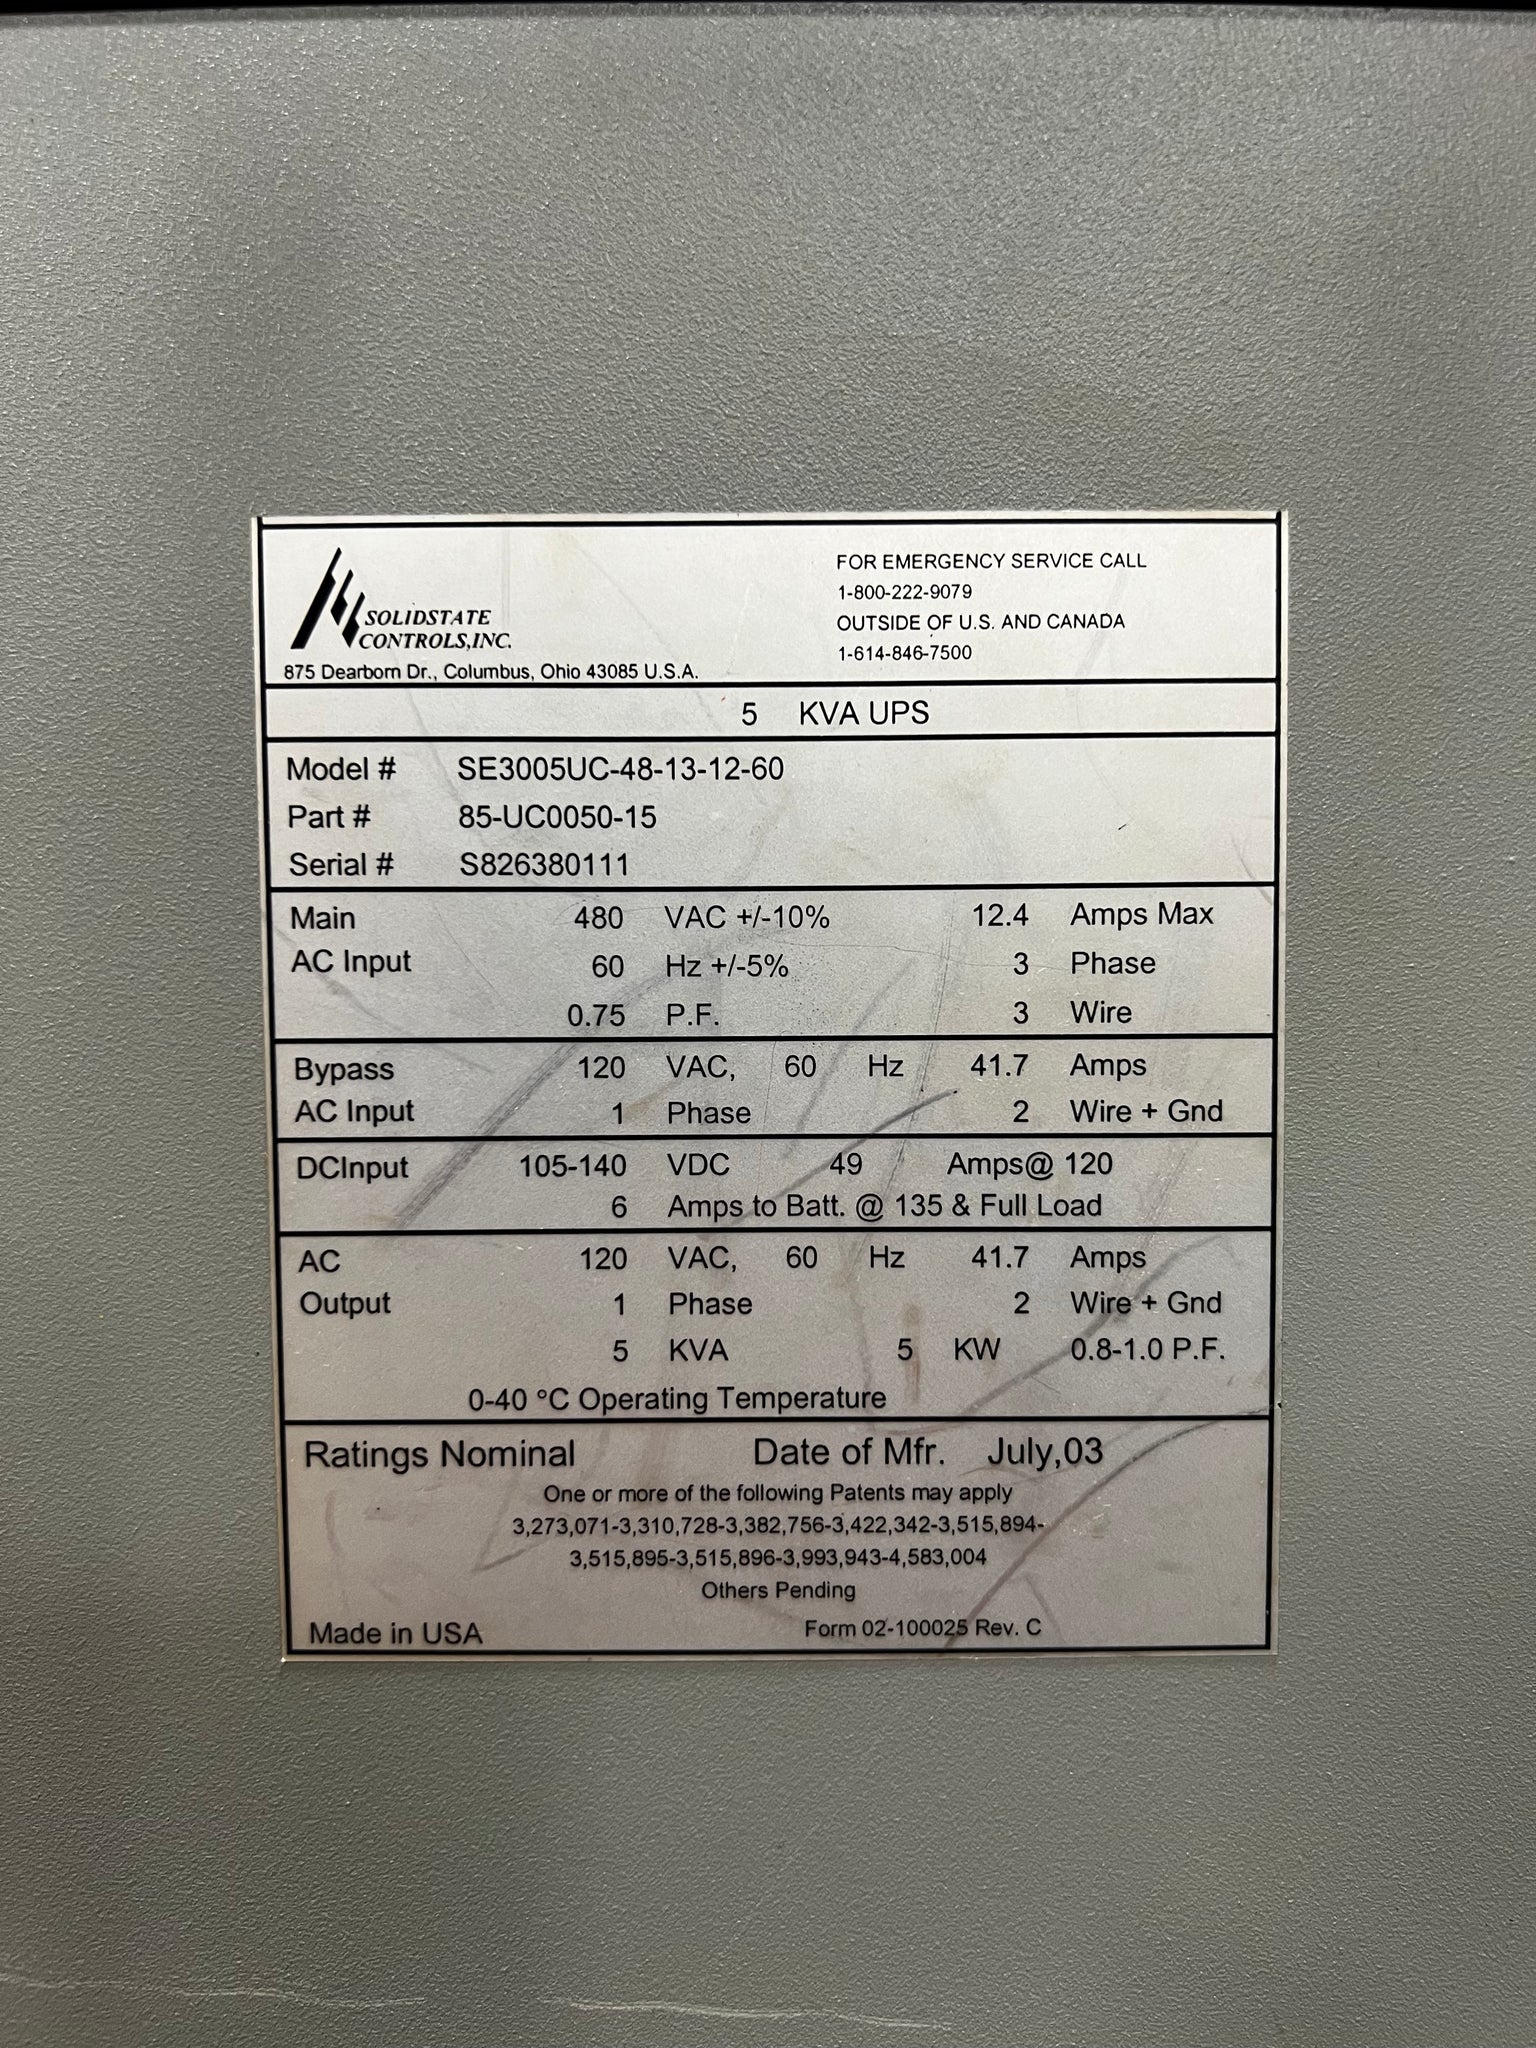 SOLIDSTATE
CONTROLS,INC.
875 Dearborn Dr., Columbus, Ohio 43085 U.S.A.
FOR EMERGENCY SERVICE CALL
1-800-222-9079
OUTSIDE OF U.S. AND CANADA
1-614-846-7500
5 KVA UPS
Model # SE3005UC-48-13-12-60
Part # 85-UC0050-15
Serial # S826380111
Main 480 VAC +/-10% 12.4 Amps Max
AC Input 60 Hz +/-5% 3 Phase
0.75 P.F. 3 Wire
Bypass 120 VAC, 60 Hz 41.7 Amps
AC Input 1 Phase 2 Wire + Gnd
DCInput 105-140 VDC 49 Amps@ 120
6 Amps to Batt. @ 135 & Full Load
AC 120 VAC, 60 Hz 41.7 Amps
Output 1 Phase 2 Wire + Gnd
5 KVA 5 KW 0.8-1.0 P.F.
0-40 °C Operating Temperature
Ratings Nominal Date of Mfr. July,03
One or more of the following Patents may apply
3,273,071-3,310,728-3,382,756-3,422,342-3,515,894-
3,515,895-3,515,896-3,993,943-4,583,004
Others Pending
Made in USA Form 02-100025 Rev. C